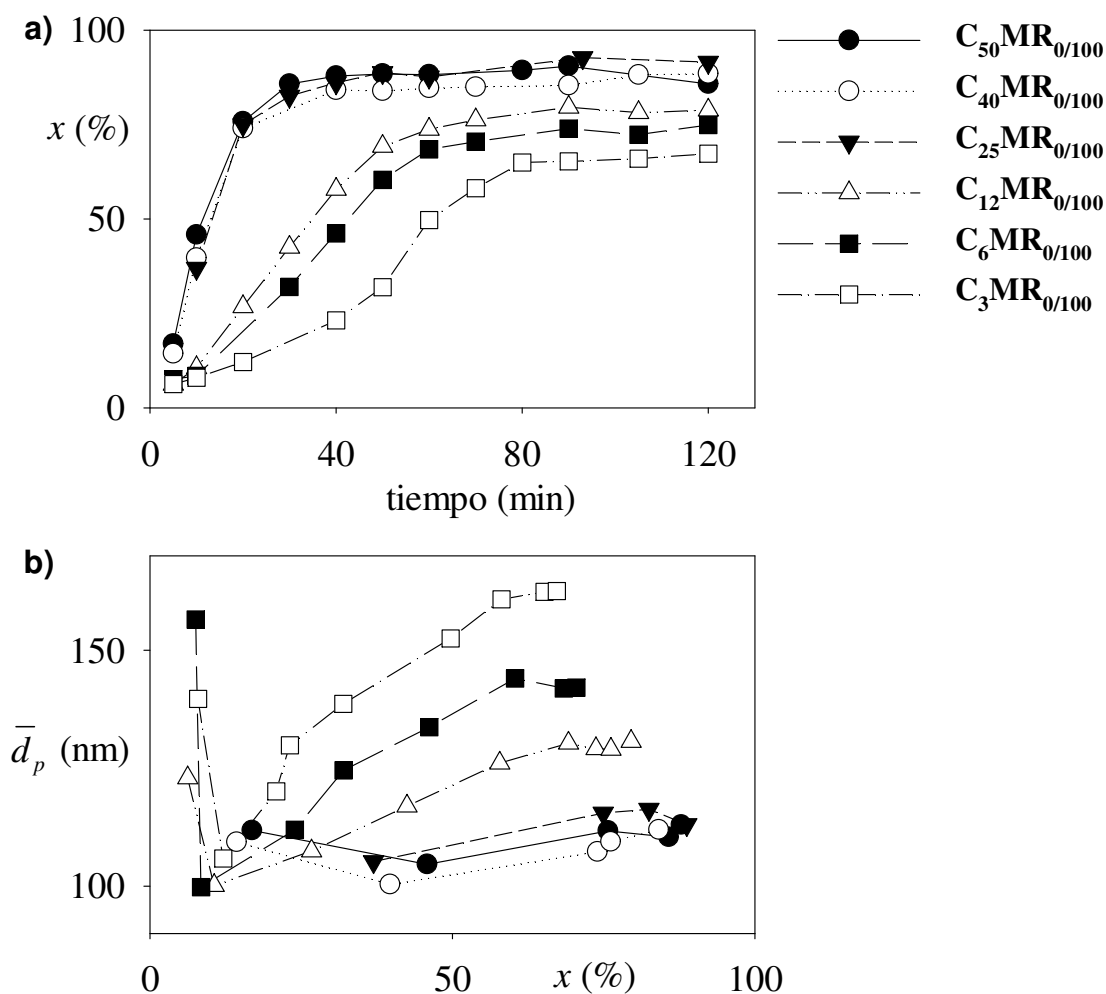 a)
100
x (%)
50
0
0 40 80 120
tiempo (min)
C50MR0/100
C40MR0/100
C25MR0/100
C12MR0/100
C6MR0/100
C3MR0/100
b)
150
d̄p (nm)
100
0 50 x (%) 100